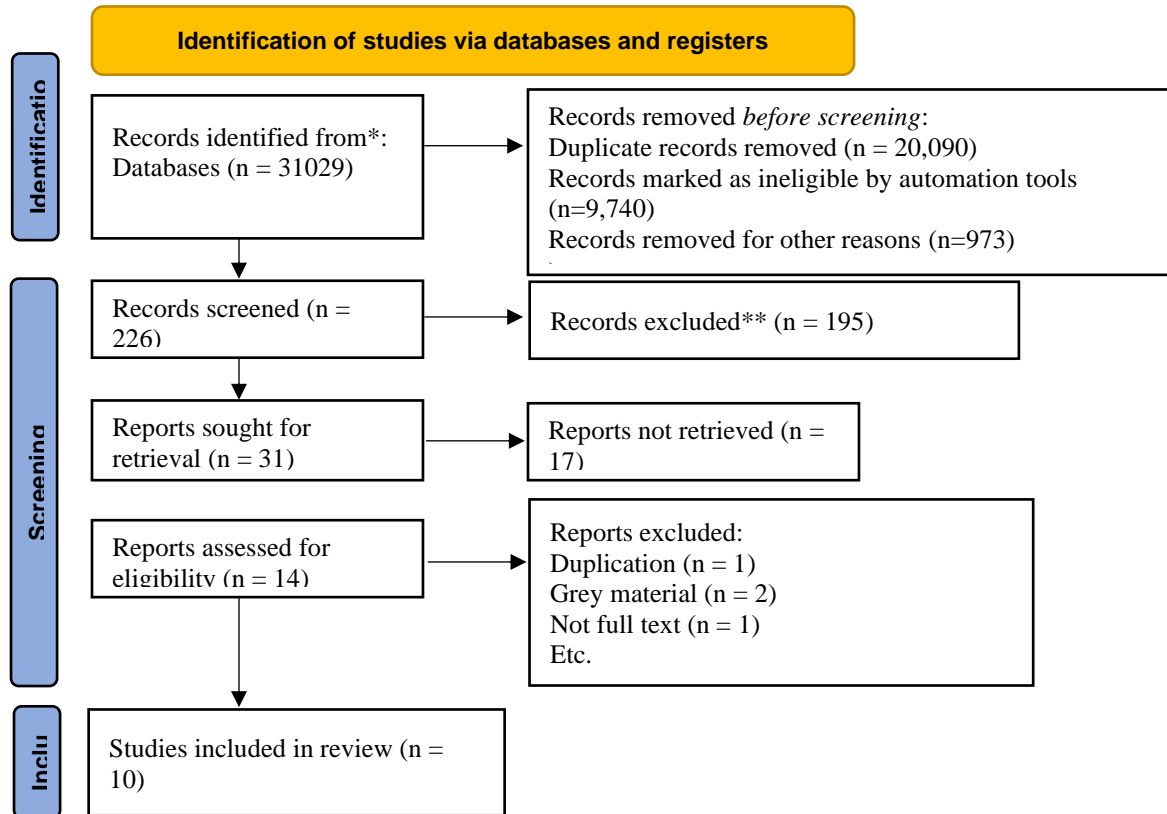 Identification of studies via databases and registers
Identificatio
Records identified from*:
Databases (n = 31029)
Records removed before screening:
Duplicate records removed (n = 20,090)
Records marked as ineligible by automation tools
(n=9,740)
Records removed for other reasons (n=973)
Screening
Records screened (n =
226)
Records excluded** (n = 195)
Reports sought for
retrieval (n = 31)
Reports not retrieved (n =
17)
Reports assessed for
eligibility (n = 14)
Reports excluded:
Duplication (n = 1)
Grey material (n = 2)
Not full text (n = 1)
Etc.
Inclu
Studies included in review (n =
10)